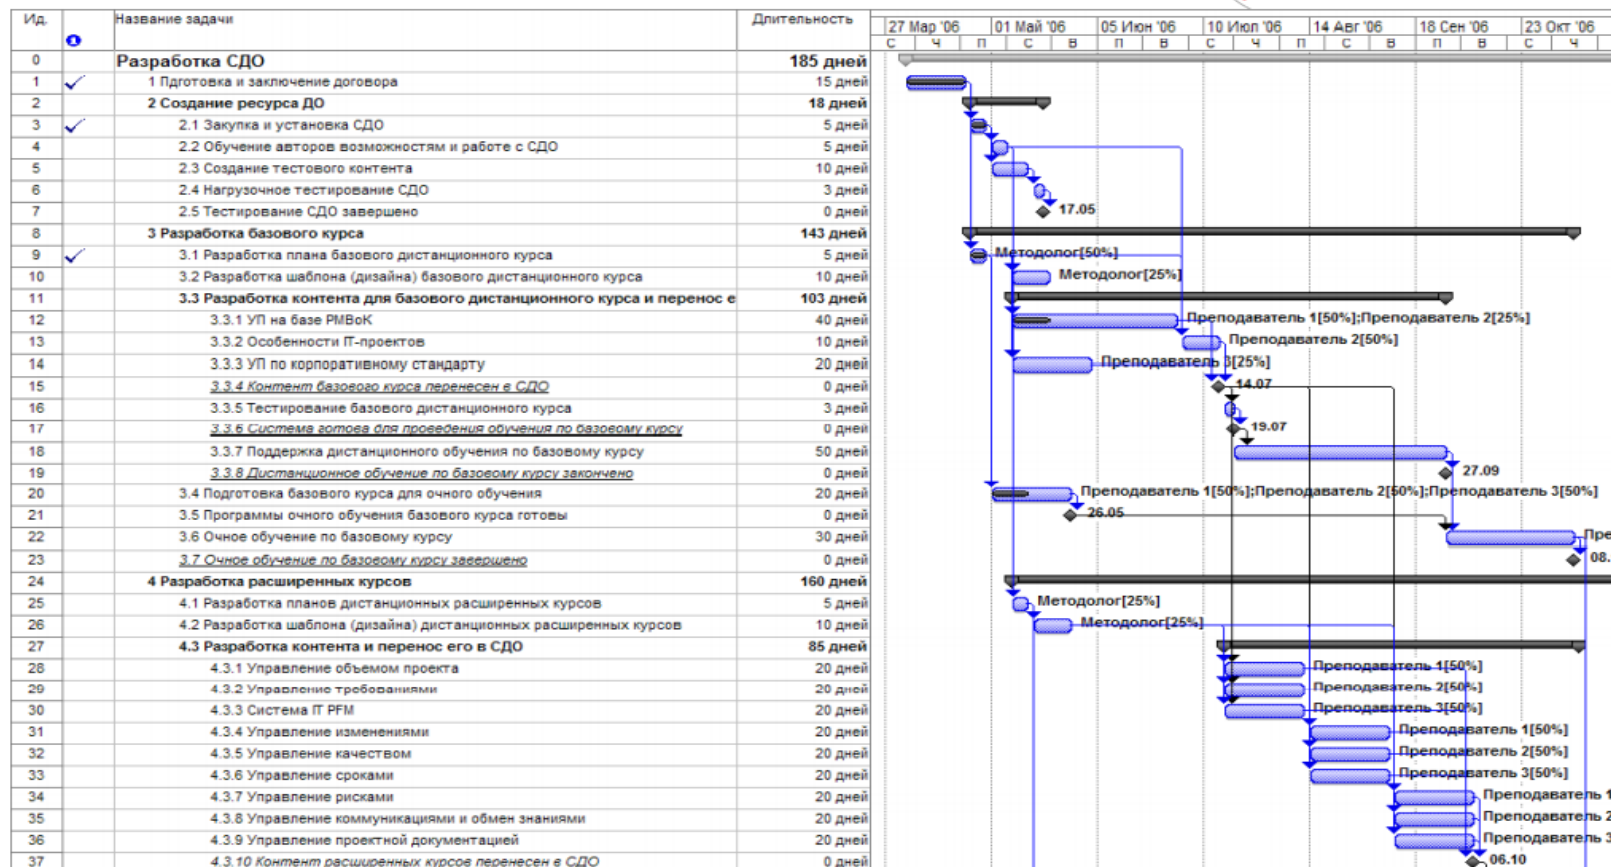 Ид. Название задачи Длительность 27 Мар '06 01 Май '06 05 Июн '06 10 Июл '06 14 Авг '06 18 Сен '06 23 Окт '06
С Ч П С В П В С Ч П С В П В С Ч
0 Разработка СДО 185 дней
1 1 Пдготовка и заключение договора 15 дней
2 2 Создание ресурса ДО 18 дней
3 2.1 Закупка и установка СДО 5 дней
4 2.2 Обучение авторов возможностям и работе с СДО 5 дней
5 2.3 Создание тестового контента 10 дней
6 2.4 Нагрузочное тестирование СДО 3 дней
7 2.5 Тестирование СДО завершено 0 дней 17.05
8 3 Разработка базового курса 143 дней
9 3.1 Разработка плана базового дистанционного курса 5 дней Методолог[50%]
10 3.2 Разработка шаблона (дизайна) базового дистанционного курса 10 дней Методолог[25%]
11 3.3 Разработка контента для базового дистанционного курса и перенос е 103 дней
12 3.3.1 УП на базе PMBoK 40 дней Преподаватель 1[50%];Преподаватель 2[25%]
13 3.3.2 Особенности IT-проектов 10 дней Преподаватель 2[50%]
14 3.3.3 УП по корпоративному стандарту 20 дней Преподаватель 3[25%]
15 3.3.4 Контент базового курса перенесен в СДО 0 дней 14.07
16 3.3.5 Тестирование базового дистанционного курса 3 дней
17 3.3.6 Система готова для проведения обучения по базовому курсу 0 дней 19.07
18 3.3.7 Поддержка дистанционного обучения по базовому курсу 50 дней
19 3.3.8 Дистанционное обучение по базовому курсу закончено 0 дней 27.09
20 3.4 Подготовка базового курса для очного обучения 20 дней Преподаватель 1[50%];Преподаватель 2[50%];Преподаватель 3[50%]
21 3.5 Программы очного обучения базового курса готовы 0 дней 26.05
22 3.6 Очное обучение по базовому курсу 30 дней Пре
23 3.7 Очное обучение по базовому курсу завершено 0 дней 08.
24 4 Разработка расширенных курсов 160 дней
25 4.1 Разработка планов дистанционных расширенных курсов 5 дней Методолог[25%]
26 4.2 Разработка шаблона (дизайна) дистанционных расширенных курсов 10 дней Методолог[25%]
27 4.3 Разработка контента и перенос его в СДО 85 дней
28 4.3.1 Управление объемом проекта 20 дней Преподаватель 1[50%]
29 4.3.2 Управление требованиями 20 дней Преподаватель 2[50%]
30 4.3.3 Система IT PFM 20 дней Преподаватель 3[50%]
31 4.3.4 Управление изменениями 20 дней Преподаватель 1[50%]
32 4.3.5 Управление качеством 20 дней Преподаватель 2[50%]
33 4.3.6 Управление сроками 20 дней Преподаватель 3[50%]
34 4.3.7 Управление рисками 20 дней Преподаватель 1
35 4.3.8 Управление коммуникациями и обмен знаниями 20 дней Преподаватель 2
36 4.3.9 Управление проектной документацией 20 дней Преподаватель 3
37 4.3.10 Контент расширенных курсов перенесен в СДО 0 дней 06.10